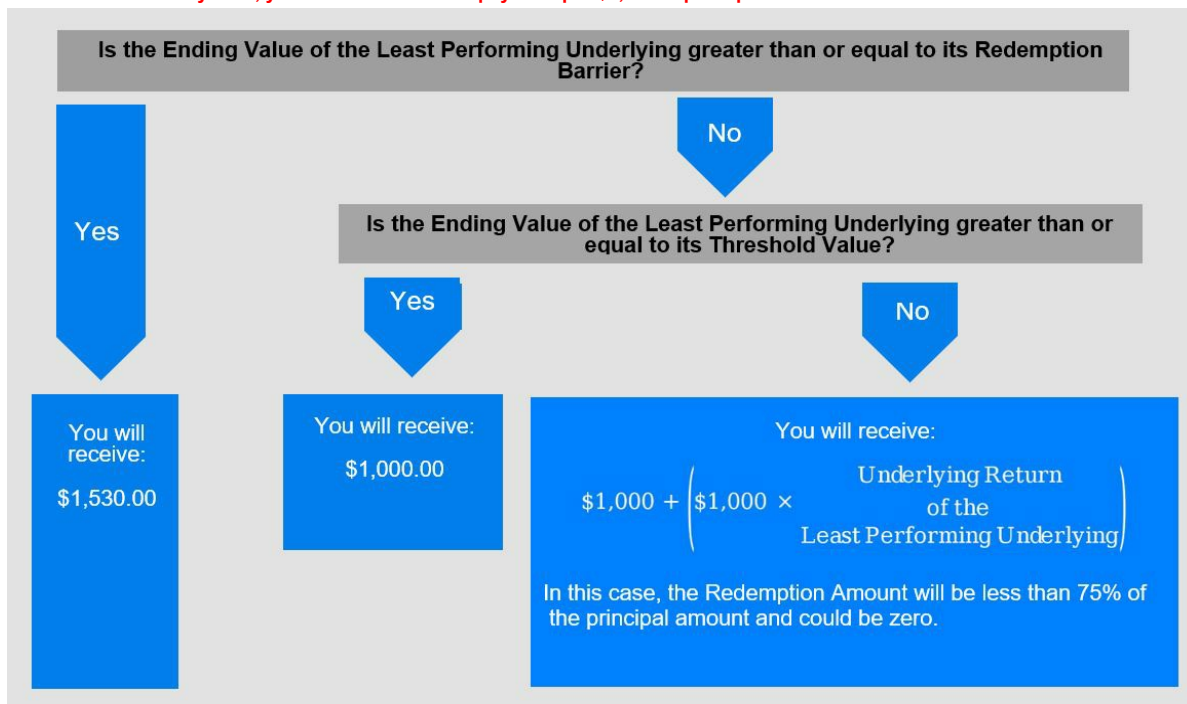 Is the Ending Value of the Least Performing Underlying greater than or equal to its Redemption
Barrier?
Yes
No
Is the Ending Value of the Least Performing Underlying greater than or
equal to its Threshold Value?
Yes
No
You will
receive:
$1,530.00
You will receive:
$1,000.00
You will receive:
$1,000 + ($1,000 × Underlying Return
of the
Least Performing Underlying)
In this case, the Redemption Amount will be less than 75% of
the principal amount and could be zero.